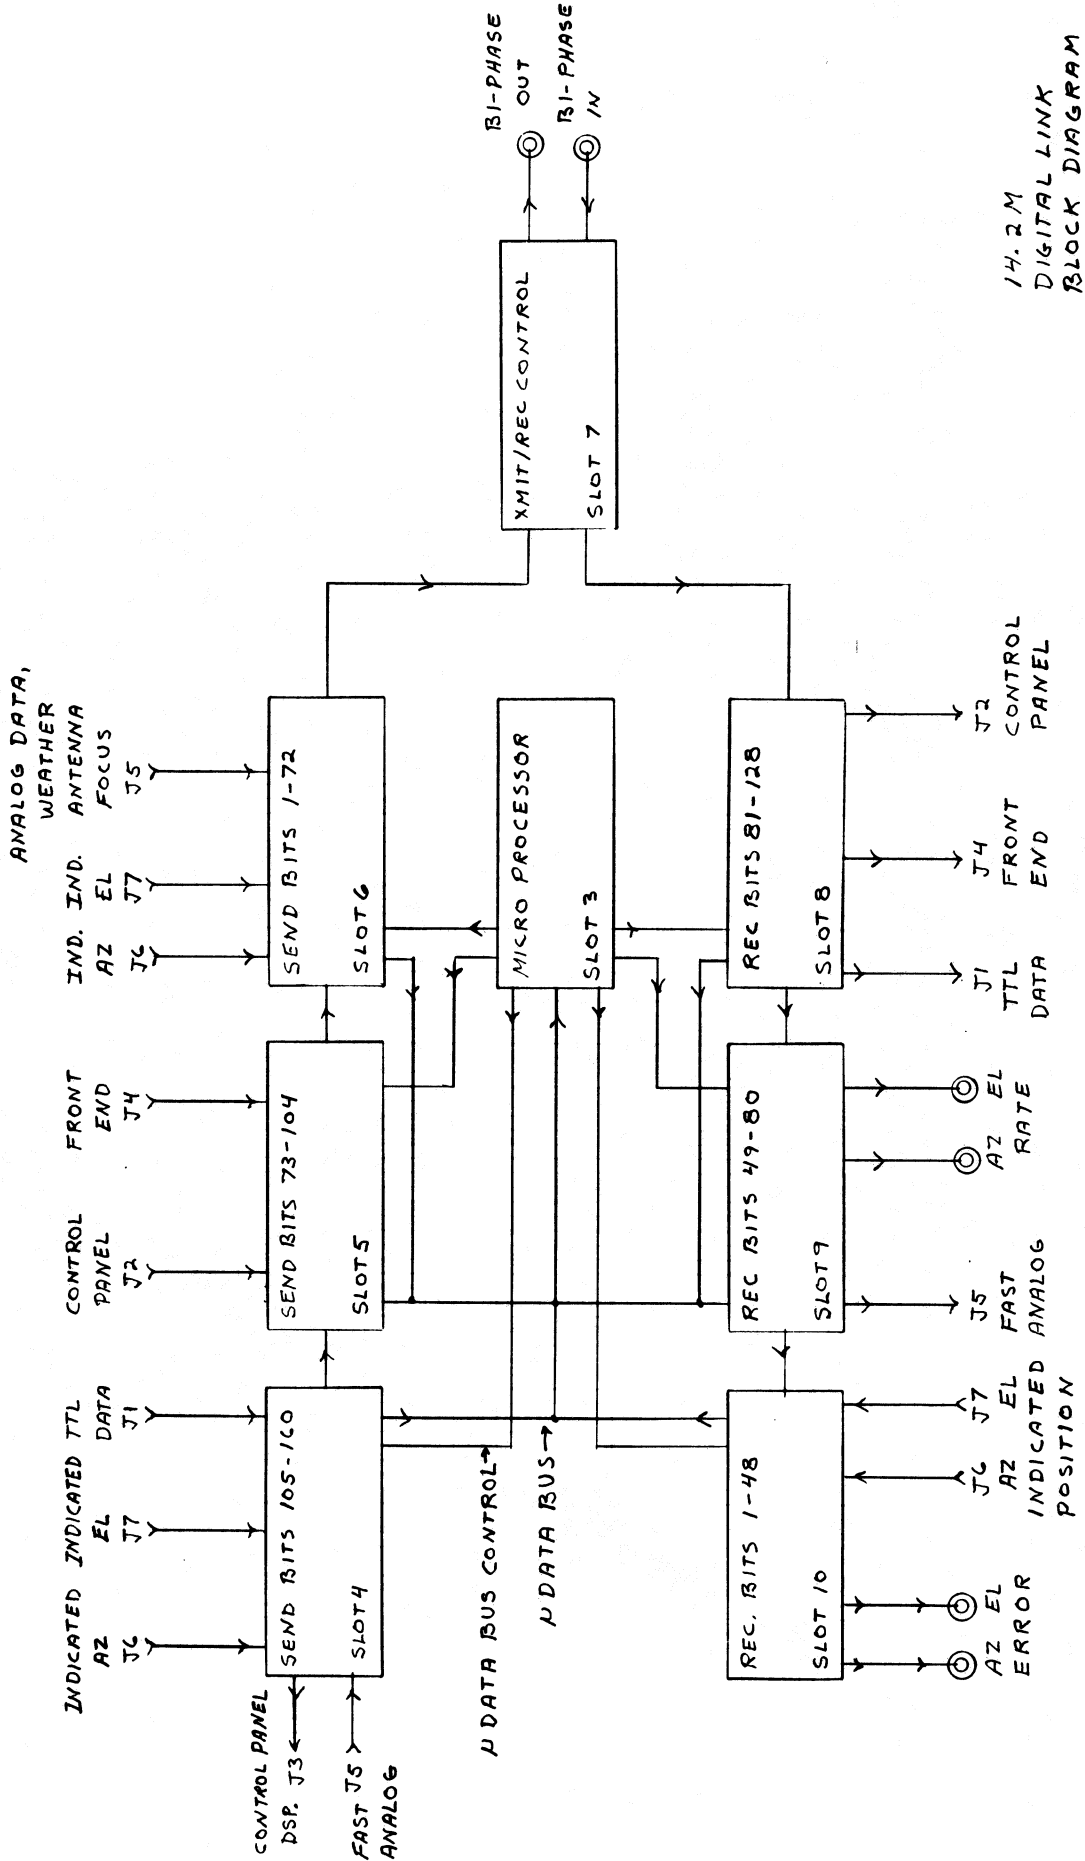 INDICATED
AZ
J6
INDICATED
EL
J7
TTL
DATA
J1
CONTROL
PANEL
J2
FRONT
END
J4
IND.
AZ
J6
IND.
EL
J7
ANALOG DATA,
WEATHER
ANTENNA
FOCUS
J5
CONTROL PANEL
DSP. J3
FAST J5
ANALOG
SEND BITS 105-160
SLOT 4
SEND BITS 73-104
SLOT 5
SEND BITS 1-72
SLOT 6
µDATA BUS CONTROL
µDATA BUS
MICRO PROCESSOR
SLOT 3
XMIT/REC CONTROL
SLOT 7
BI-PHASE
OUT
BI-PHASE
IN
REC. BITS 1-48
SLOT 10
REC BITS 49-80
SLOT 9
REC BITS 81-128
SLOT 8
AZ EL
ERROR
J6 J7
AZ EL
INDICATED
POSITION
J5
FAST
ANALOG
AZ EL
RATE
J1
TTL
DATA
J4
FRONT
END
J2
CONTROL
PANEL
14.2M
DIGITAL LINK
BLOCK DIAGRAM